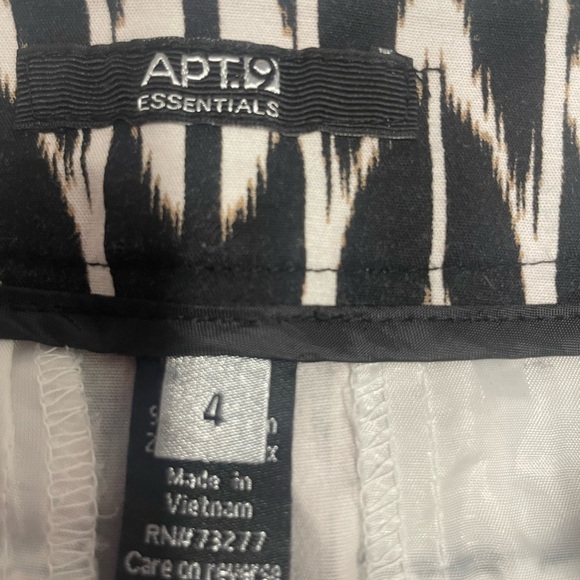 APT.9
ESSENTIALS
4
Made in
Vietnam
RN#73277
Care on reverse